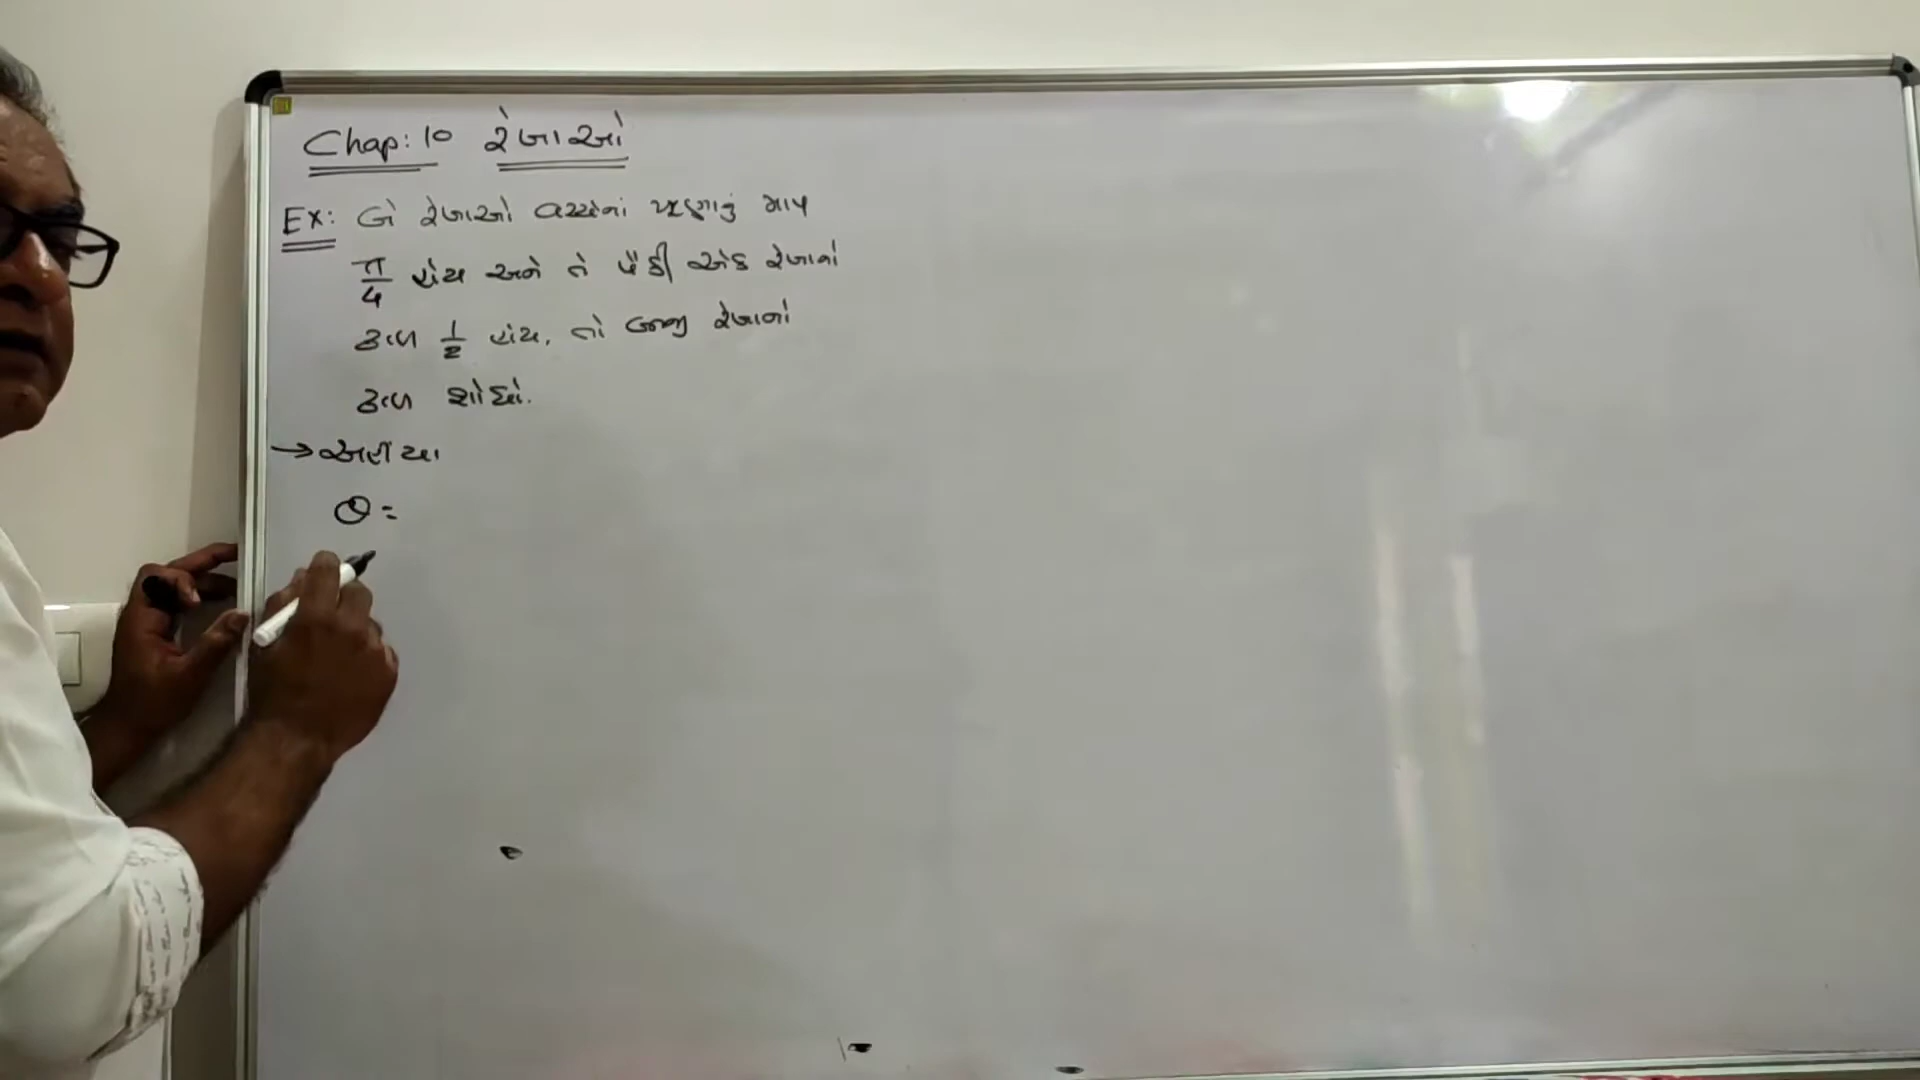 Chap: 10 રેખાઓ
Ex: બે રેખાઓ વચ્ચેનાં ખૂણાનું માપ
π/4 હોય અને તે પૈકી એક રેખાનો
ઢાળ 1/2 હોય, તો બીજી રેખાનો
ઢાળ શોધો.
→ અહીંયા
θ =